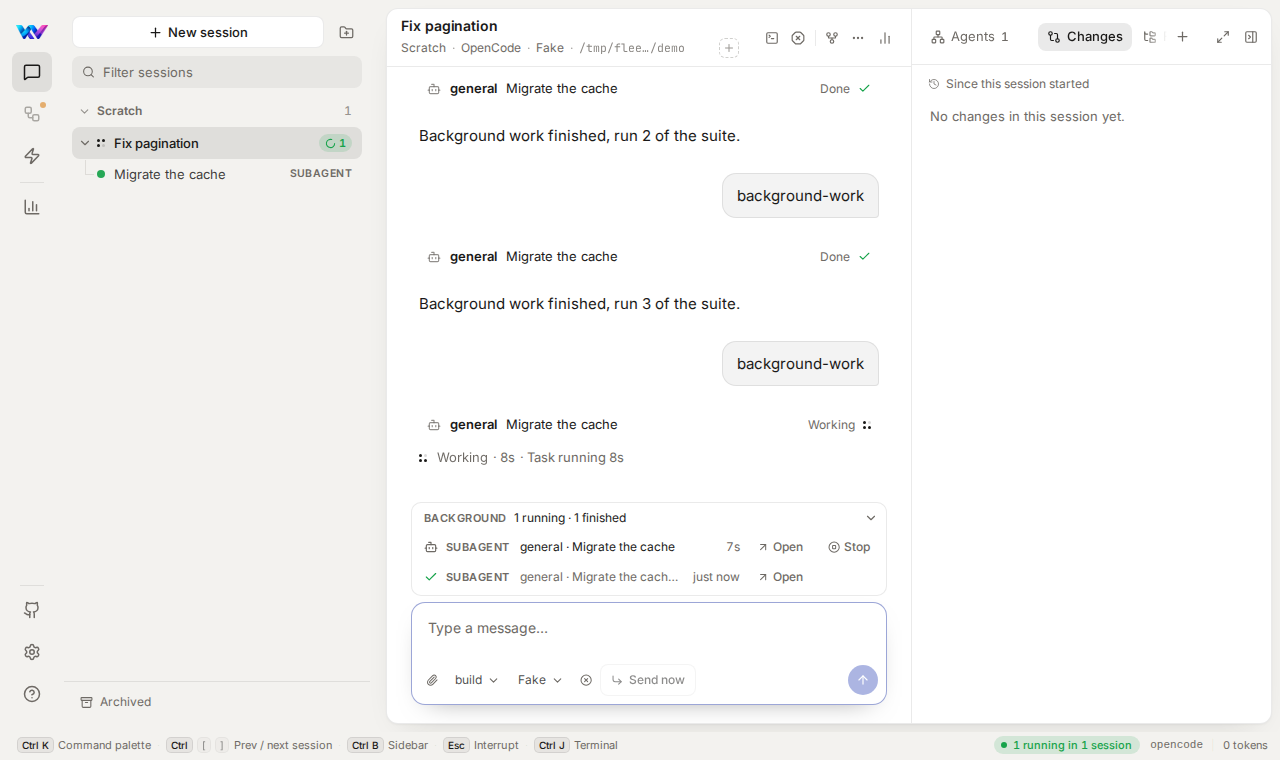 New session
Filter sessions
Scratch 1
Fix pagination 1
Migrate the cache SUBAGENT
Archived
Fix pagination
Scratch · OpenCode · Fake · /tmp/flee…/demo
general Migrate the cache Done
Background work finished, run 2 of the suite.
background-work
general Migrate the cache Done
Background work finished, run 3 of the suite.
background-work
general Migrate the cache Working
Working · 8s · Task running 8s
BACKGROUND 1 running · 1 finished
SUBAGENT general · Migrate the cache 7s Open Stop
SUBAGENT general · Migrate the cach… just now Open
Type a message...
build Fake Send now
Agents 1 Changes
Since this session started
No changes in this session yet.
Ctrl K Command palette Ctrl [ ] Prev / next session Ctrl B Sidebar Esc Interrupt Ctrl J Terminal 1 running in 1 session opencode 0 tokens